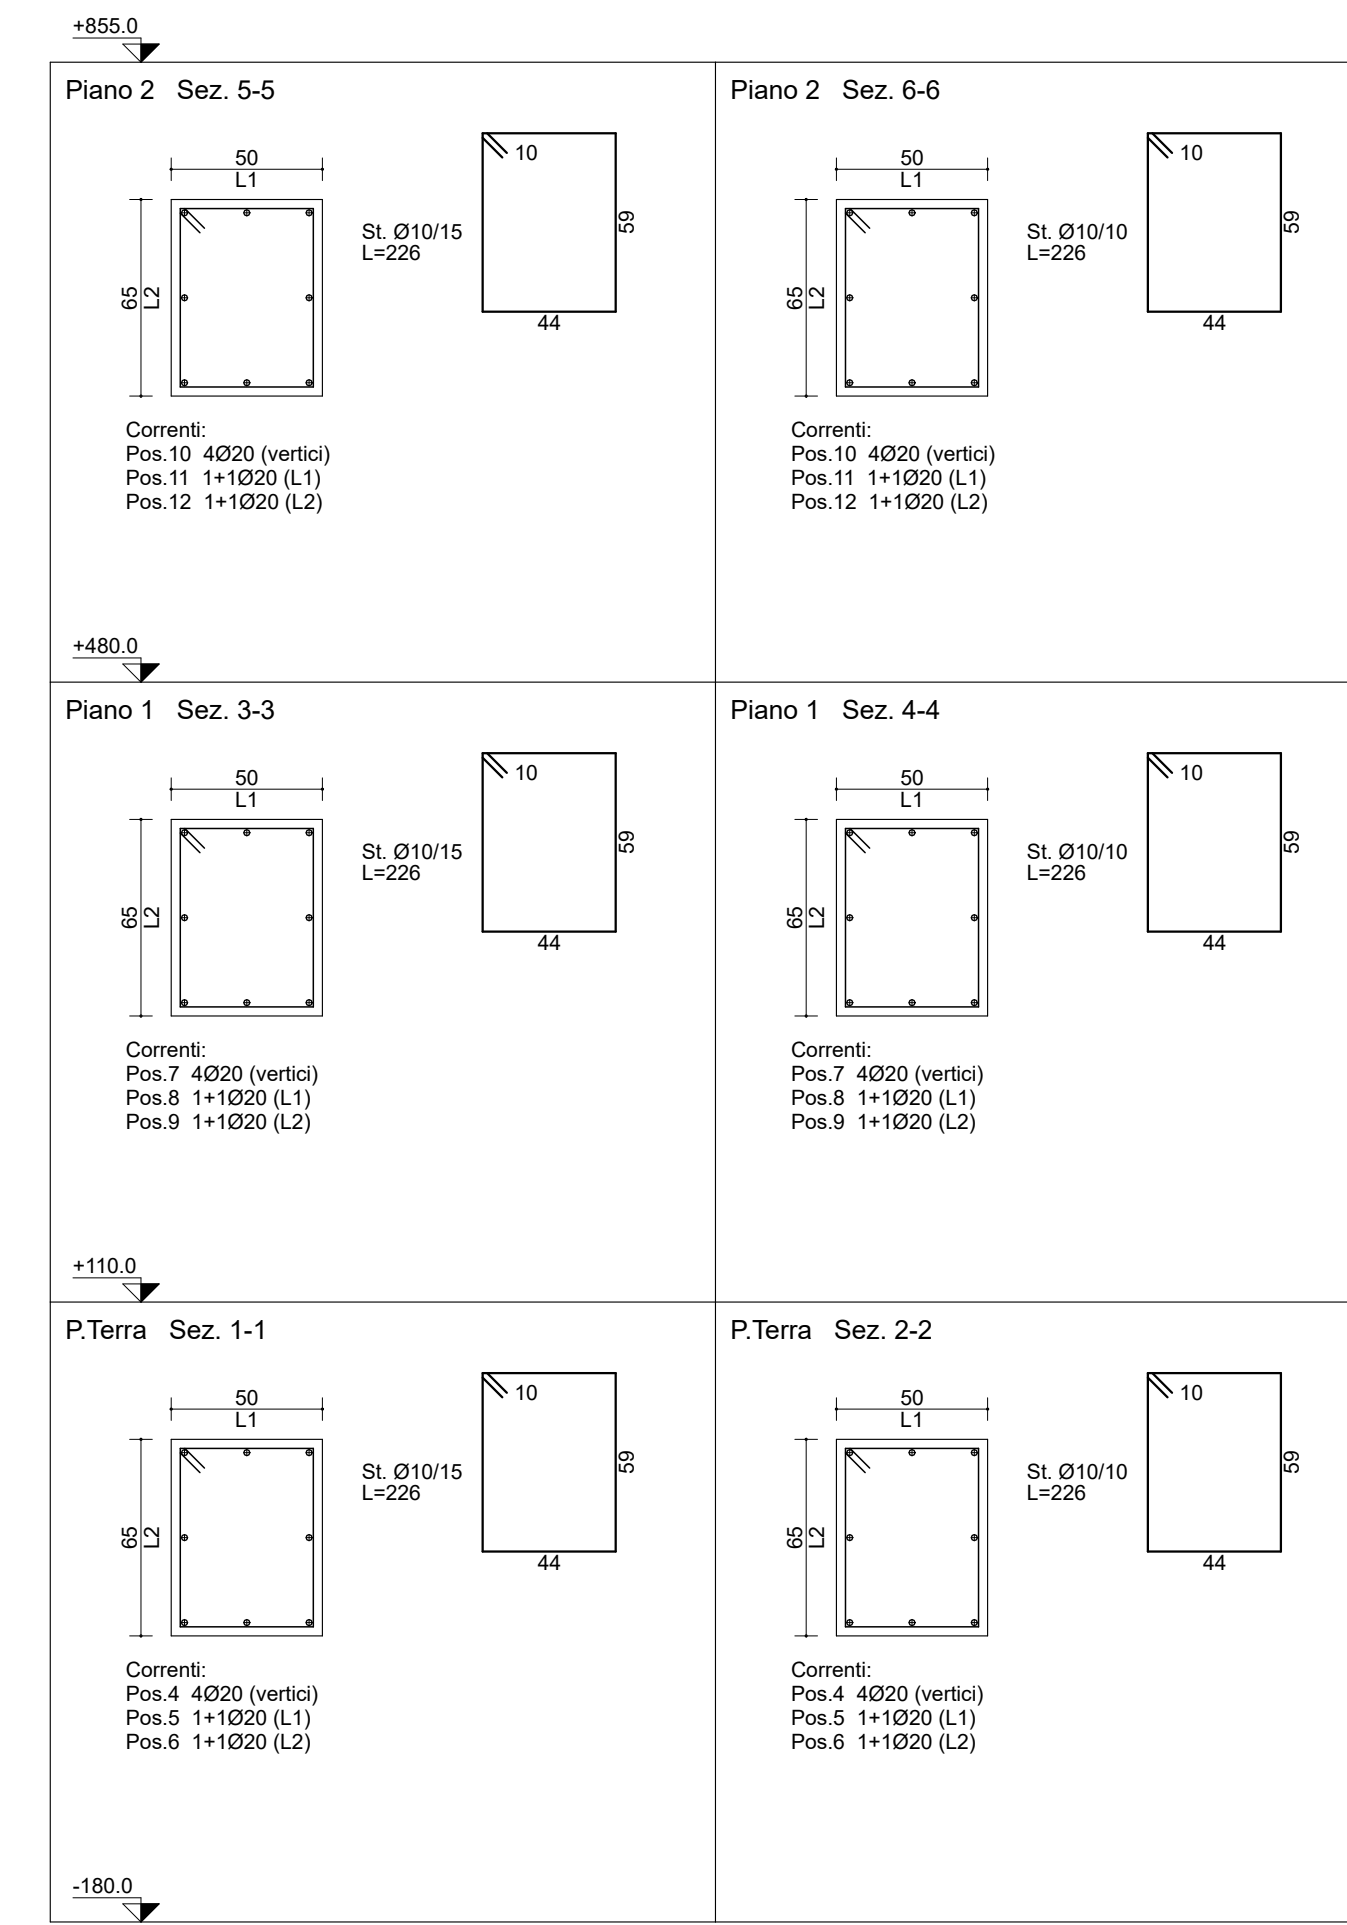 +855.0
Piano 2 Sez. 5-5
50
L1
65
L2
St. Ø10/15
L=226
10
59
44
Correnti:
Pos.10 4Ø20 (vertici)
Pos.11 1+1Ø20 (L1)
Pos.12 1+1Ø20 (L2)
Piano 2 Sez. 6-6
50
L1
65
L2
St. Ø10/10
L=226
10
59
44
Correnti:
Pos.10 4Ø20 (vertici)
Pos.11 1+1Ø20 (L1)
Pos.12 1+1Ø20 (L2)
+480.0
Piano 1 Sez. 3-3
50
L1
65
L2
St. Ø10/15
L=226
10
59
44
Correnti:
Pos.7 4Ø20 (vertici)
Pos.8 1+1Ø20 (L1)
Pos.9 1+1Ø20 (L2)
Piano 1 Sez. 4-4
50
L1
65
L2
St. Ø10/10
L=226
10
59
44
Correnti:
Pos.7 4Ø20 (vertici)
Pos.8 1+1Ø20 (L1)
Pos.9 1+1Ø20 (L2)
+110.0
P.Terra Sez. 1-1
50
L1
65
L2
St. Ø10/15
L=226
10
59
44
Correnti:
Pos.4 4Ø20 (vertici)
Pos.5 1+1Ø20 (L1)
Pos.6 1+1Ø20 (L2)
P.Terra Sez. 2-2
50
L1
65
L2
St. Ø10/10
L=226
10
59
44
Correnti:
Pos.4 4Ø20 (vertici)
Pos.5 1+1Ø20 (L1)
Pos.6 1+1Ø20 (L2)
-180.0